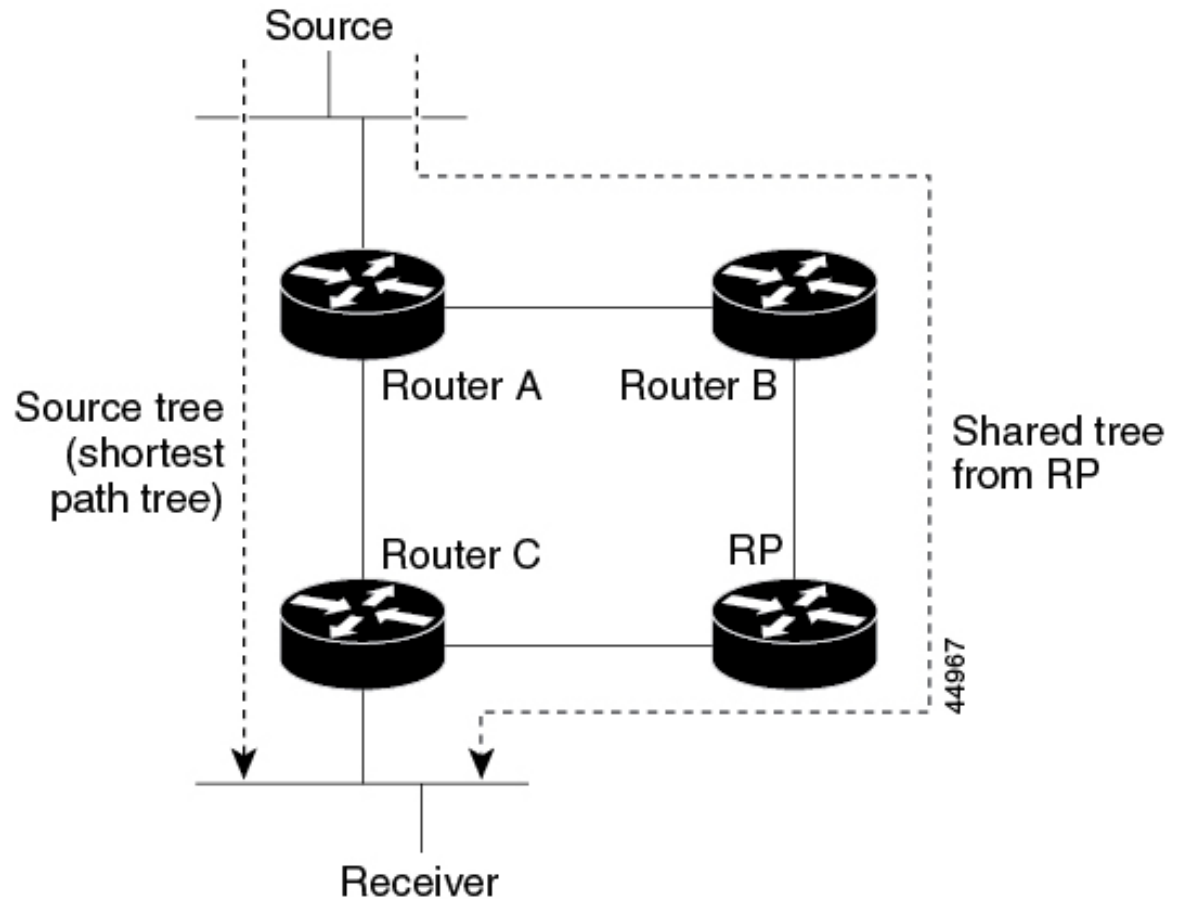 Source
Router A
Router B
Source tree
(shortest
path tree)
Shared tree
from RP
Router C
RP
44967
Receiver